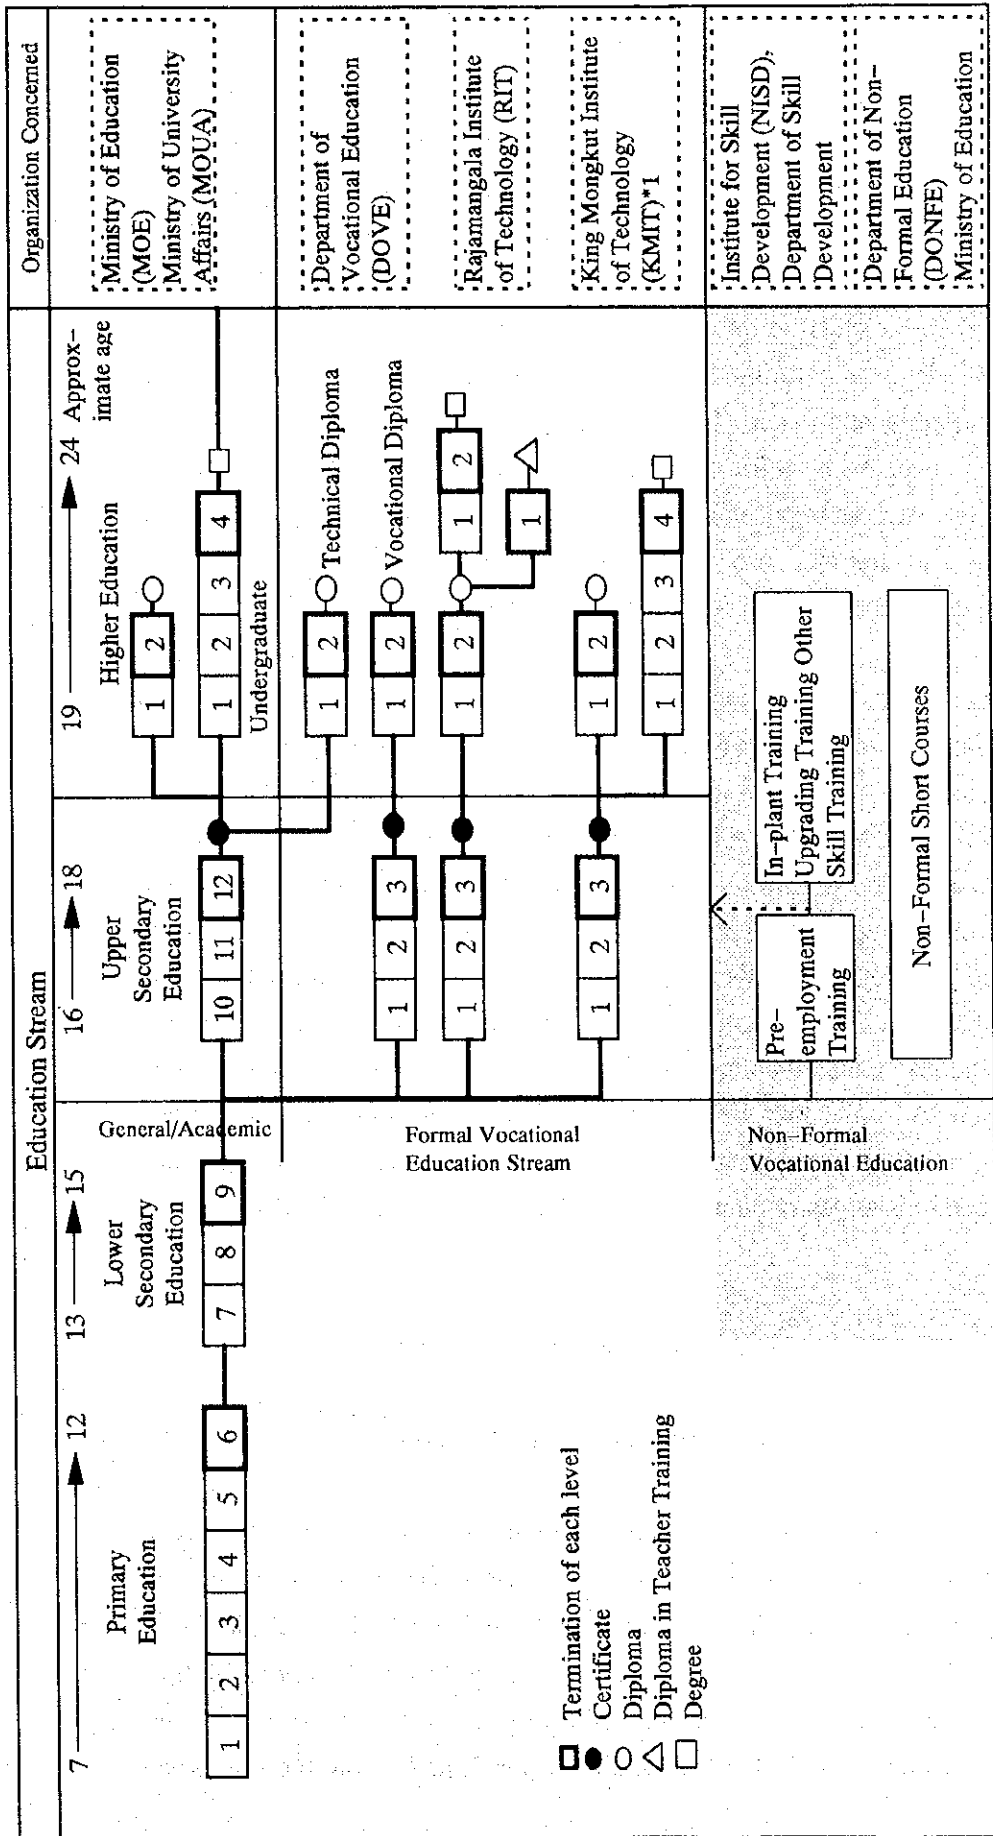 Education Stream
Organization Concerned
7
12
13
15
16
18
19
24
Approx–
imate age
Primary
Education
Lower
Secondary
Education
Upper
Secondary
Education
Higher Education
General/Academic
1 2 3 4 5 6
7 8 9
10 11 12
1 2
1 2 3 4
Undergraduate
Ministry of Education
(MOE)
Ministry of University
Affairs (MOUA)
Formal Vocational
Education Stream
1 2
Technical Diploma
1 2 3
1 2
Vocational Diploma
Department of
Vocational Education
(DOVE)
1 2 3
1 2
1 2
1
Rajamangala Institute
of Technology (RIT)
1 2 3
1 2
1 2 3 4
King Mongkut Institute
of Technology
(KMIT)*1
Non–Formal
Vocational Education
Pre–
employment
Training
In–plant Training
Upgrading Training Other
Skill Training
Institute for Skill
Development (NISD),
Department of Skill
Development
Non–Formal Short Courses
Department of Non–
Formal Education
(DONFE)
Ministry of Education
Termination of each level
Certificate
Diploma
Diploma in Teacher Training
Degree